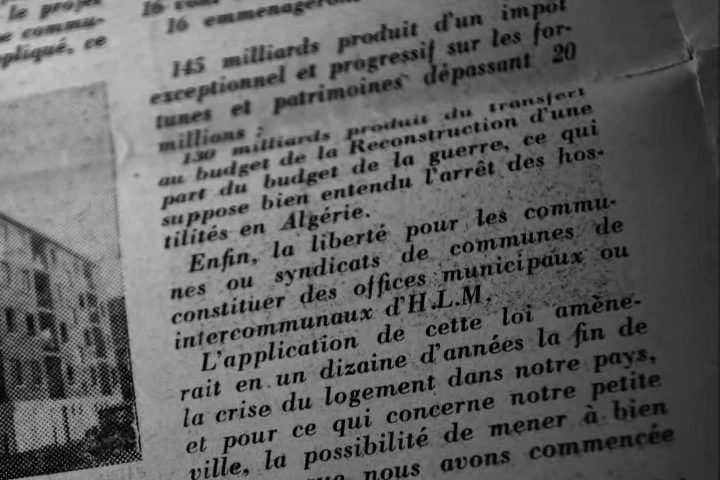 le projet
commu-
pliqué, ce
16
16 emménageron
145 milliards produit d'un impôt
exceptionnel et progressif sur les for-
tunes et patrimoines dépassant 20
millions ;
130 milliards produit du transfert
au budget de la Reconstruction d'une
part du budget de la guerre, ce qui
suppose bien entendu l'arrêt des hos-
tilités en Algérie.
Enfin, la liberté pour les commu-
nes ou syndicats de communes de
constituer des offices municipaux ou
intercommunaux d'H.L.M.
L'application de cette loi amène-
rait en un dizaine d'années la fin de
la crise du logement dans notre pays,
et pour ce qui concerne notre petite
ville, la possibilité de mener à bien
nous avons commencée